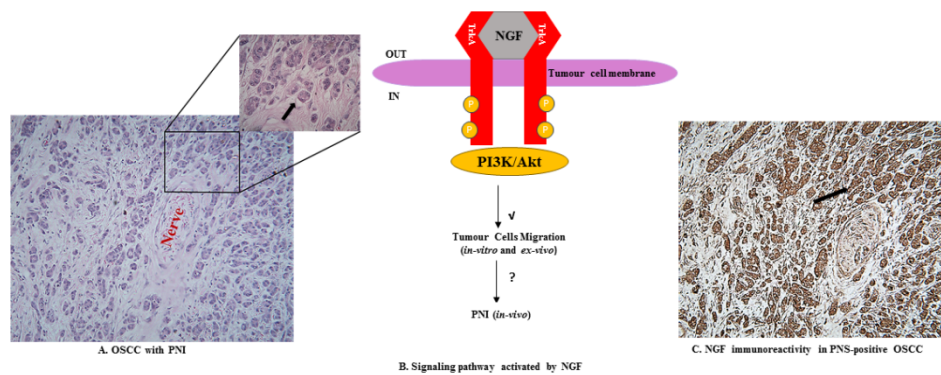 Nerve
A. OSCC with PNI
TrkA
NGF
TrkA
OUT
Tumour cell membrane
IN
P
P
P
P
PI3K/Akt
√
Tumour Cells Migration
(in-vitro and ex-vivo)
?
PNI (in-vivo)
B. Signaling pathway activated by NGF
C. NGF immunoreactivity in PNS-positive OSCC